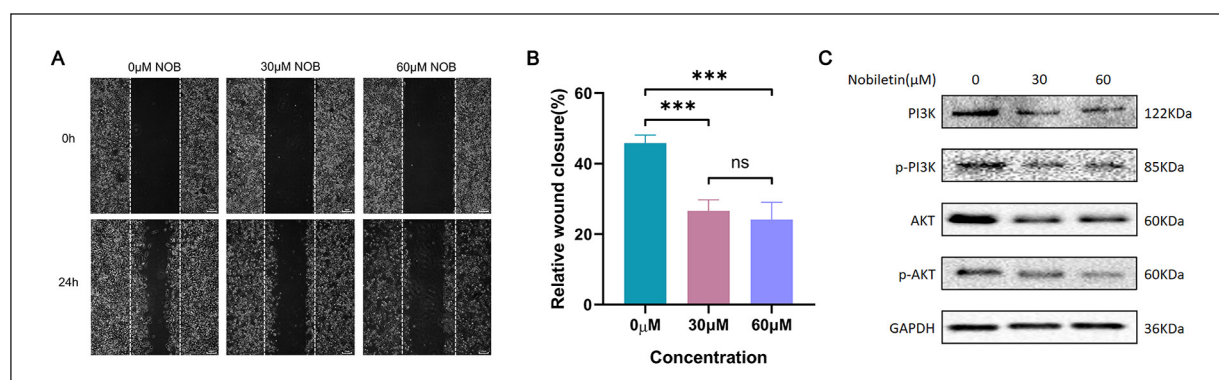 A
0μM NOB 30μM NOB 60μM NOB
0h
24h
B
Relative wound closure(%)
60
40
20
0
***
***
ns
0μM 30μM 60μM
Concentration
C
Nobiletin(μM) 0 30 60
PI3K 122KDa
p-PI3K 85KDa
AKT 60KDa
p-AKT 60KDa
GAPDH 36KDa